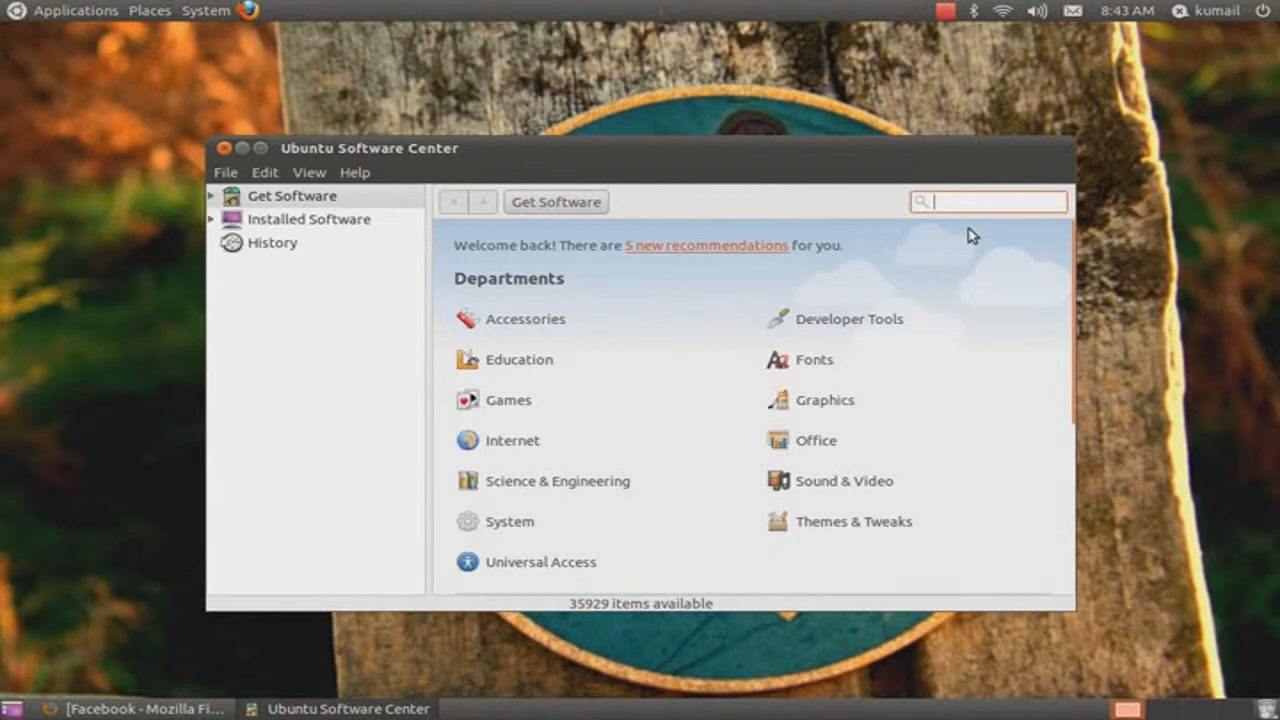 Applications Places System 8:43 AM kumail
Ubuntu Software Center
File Edit View Help
Get Software
Installed Software
History
Get Software
Welcome back! There are 5 new recommendations for you.
Departments
Accessories Developer Tools
Education Fonts
Games Graphics
Internet Office
Science & Engineering Sound & Video
System Themes & Tweaks
Universal Access
35929 items available
[Facebook - Mozilla Fi... Ubuntu Software Center